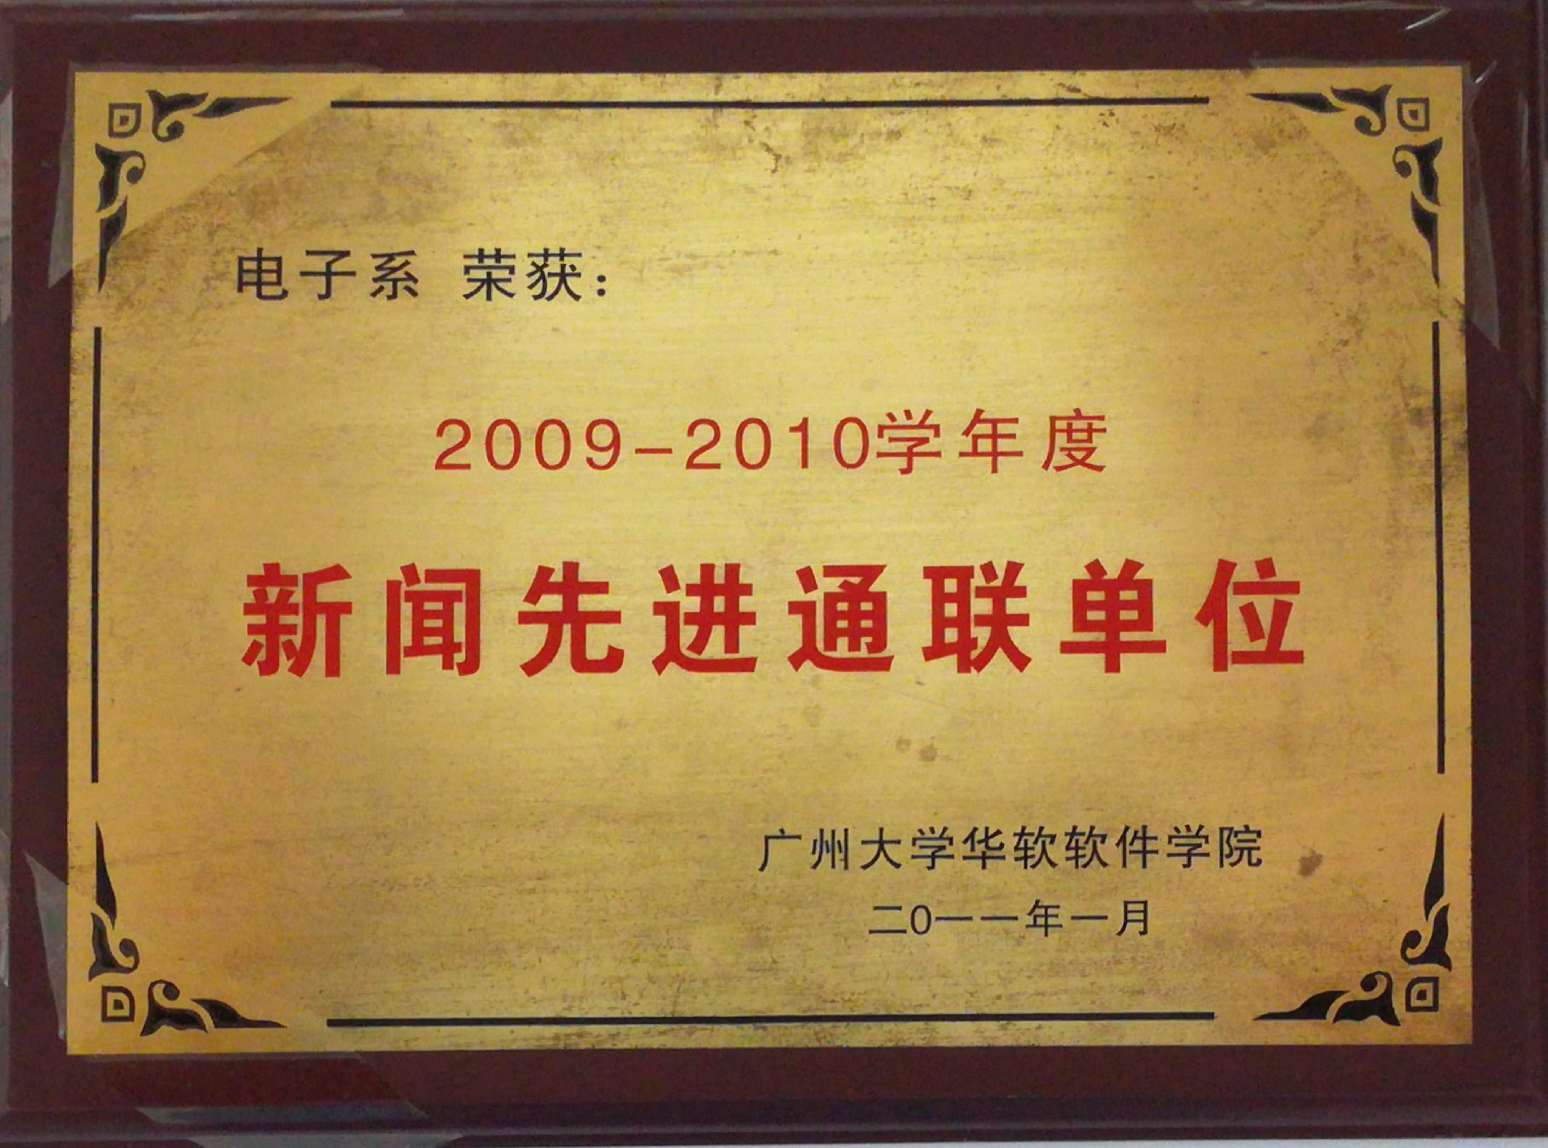 电子系 荣获：
2009-2010学年度
新闻先进通联单位
广州大学华软软件学院
二0一一年一月